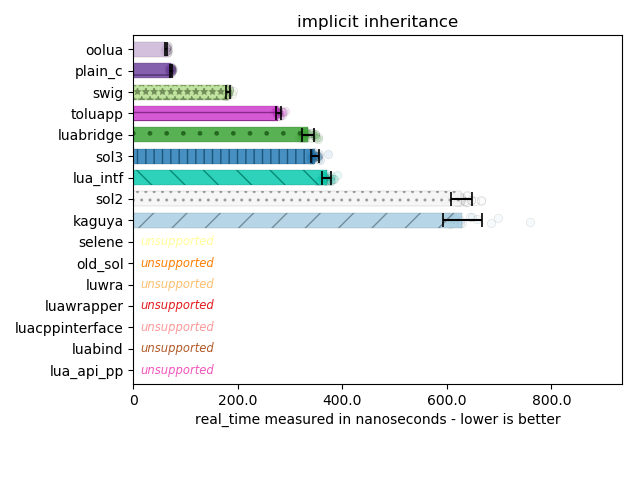 implicit inheritance
oolua
plain_c
swig
toluapp
luabridge
sol3
lua_intf
sol2
kaguya
selene unsupported
old_sol unsupported
luwra unsupported
luawrapper unsupported
luacppinterface unsupported
luabind unsupported
lua_api_pp unsupported
0 200.0 400.0 600.0 800.0
real_time measured in nanoseconds - lower is better